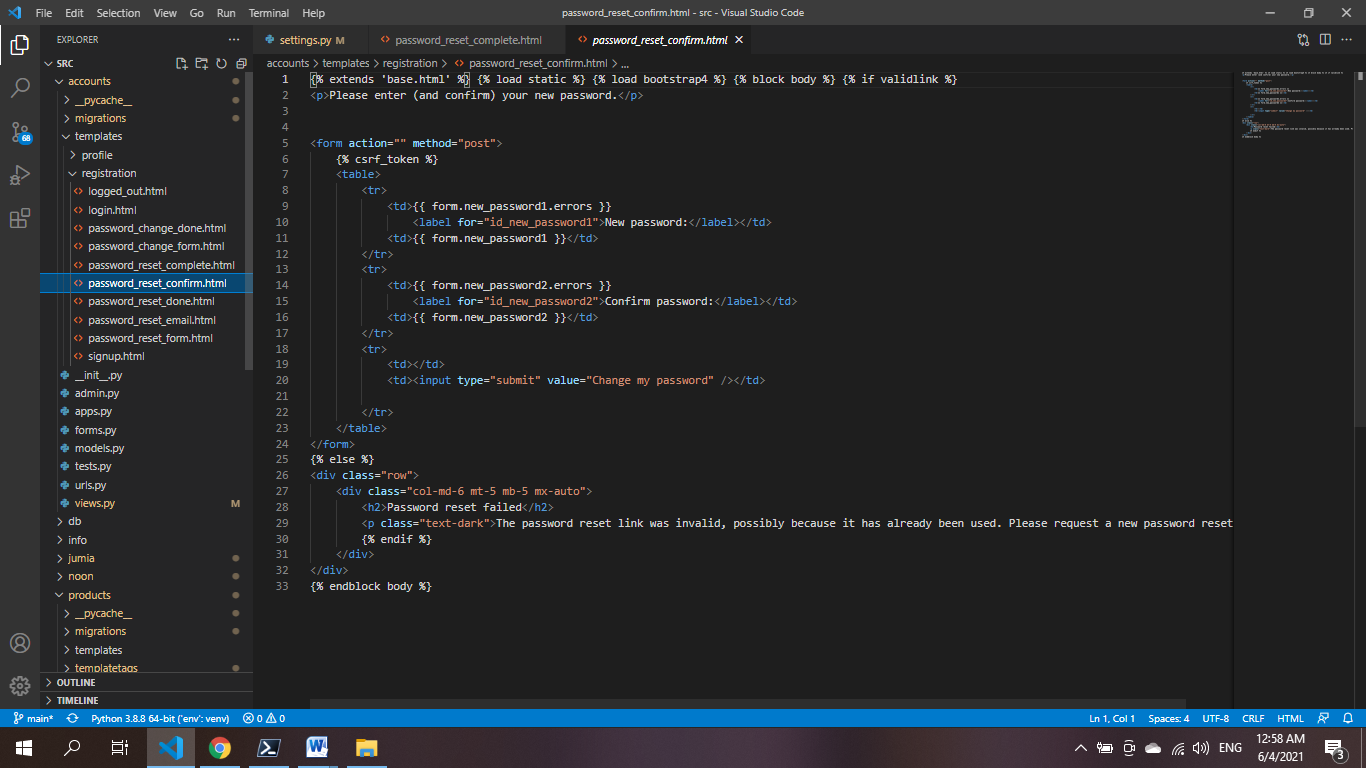 File Edit Selection View Go Run Terminal Help password_reset_confirm.html - src - Visual Studio Code
EXPLORER
settings.py M password_reset_complete.html password_reset_confirm.html
accounts > templates > registration > password_reset_confirm.html > ...
SRC
accounts
__pycache__
migrations
templates
profile
registration
logged_out.html
login.html
password_change_done.html
password_change_form.html
password_reset_complete.html
password_reset_confirm.html
password_reset_done.html
password_reset_email.html
password_reset_form.html
signup.html
__init__.py
admin.py
apps.py
forms.py
models.py
tests.py
urls.py
views.py M
db
info
jumia
noon
products
__pycache__
migrations
templates
templatetags
OUTLINE
TIMELINE
68
1 {% extends 'base.html' %} {% load static %} {% load bootstrap4 %} {% block body %} {% if validlink %}
2 <p>Please enter (and confirm) your new password.</p>
3
4
5 <form action="" method="post">
6 {% csrf_token %}
7 <table>
8 <tr>
9 <td>{{ form.new_password1.errors }}
10 <label for="id_new_password1">New password:</label></td>
11 <td>{{ form.new_password1 }}</td>
12 </tr>
13 <tr>
14 <td>{{ form.new_password2.errors }}
15 <label for="id_new_password2">Confirm password:</label></td>
16 <td>{{ form.new_password2 }}</td>
17 </tr>
18 <tr>
19 <td></td>
20 <td><input type="submit" value="Change my password" /></td>
21
22 </tr>
23 </table>
24 </form>
25 {% else %}
26 <div class="row">
27 <div class="col-md-6 mt-5 mb-5 mx-auto">
28 <h2>Password reset failed</h2>
29 <p class="text-dark">The password reset link was invalid, possibly because it has already been used. Please request a new password reset
30 {% endif %}
31 </div>
32 </div>
33 {% endblock body %}
main* Python 3.8.8 64-bit ('env': venv) 0 0 Ln 1, Col 1 Spaces: 4 UTF-8 CRLF HTML
ENG 12:58 AM
6/4/2021
3